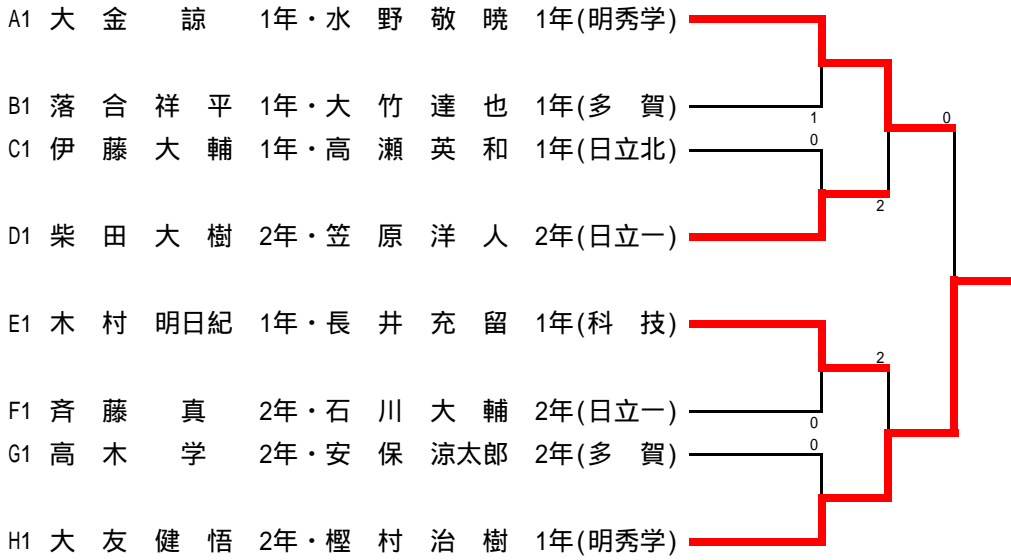 A1 大 金 諒 1年・水 野 敬 暁 1年(明秀学)
B1 落 合 祥 平 1年・大 竹 達 也 1年(多 賀)
1
0
C1 伊 藤 大 輔 1年・高 瀬 英 和 1年(日立北)
0
2
D1 柴 田 大 樹 2年・笠 原 洋 人 2年(日立一)
E1 木 村 明日紀 1年・長 井 充 留 1年(科 技)
2
F1 斉 藤 真 2年・石 川 大 輔 2年(日立一)
0
0
G1 高 木 学 2年・安 保 涼太郎 2年(多 賀)
H1 大 友 健 悟 2年・樫 村 治 樹 1年(明秀学)